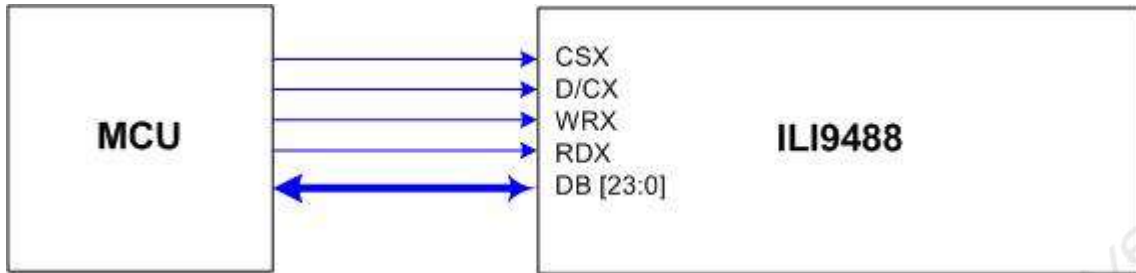 CSX
D/CX
WRX
MCU
ILI9488
RDX
DB [23:0]